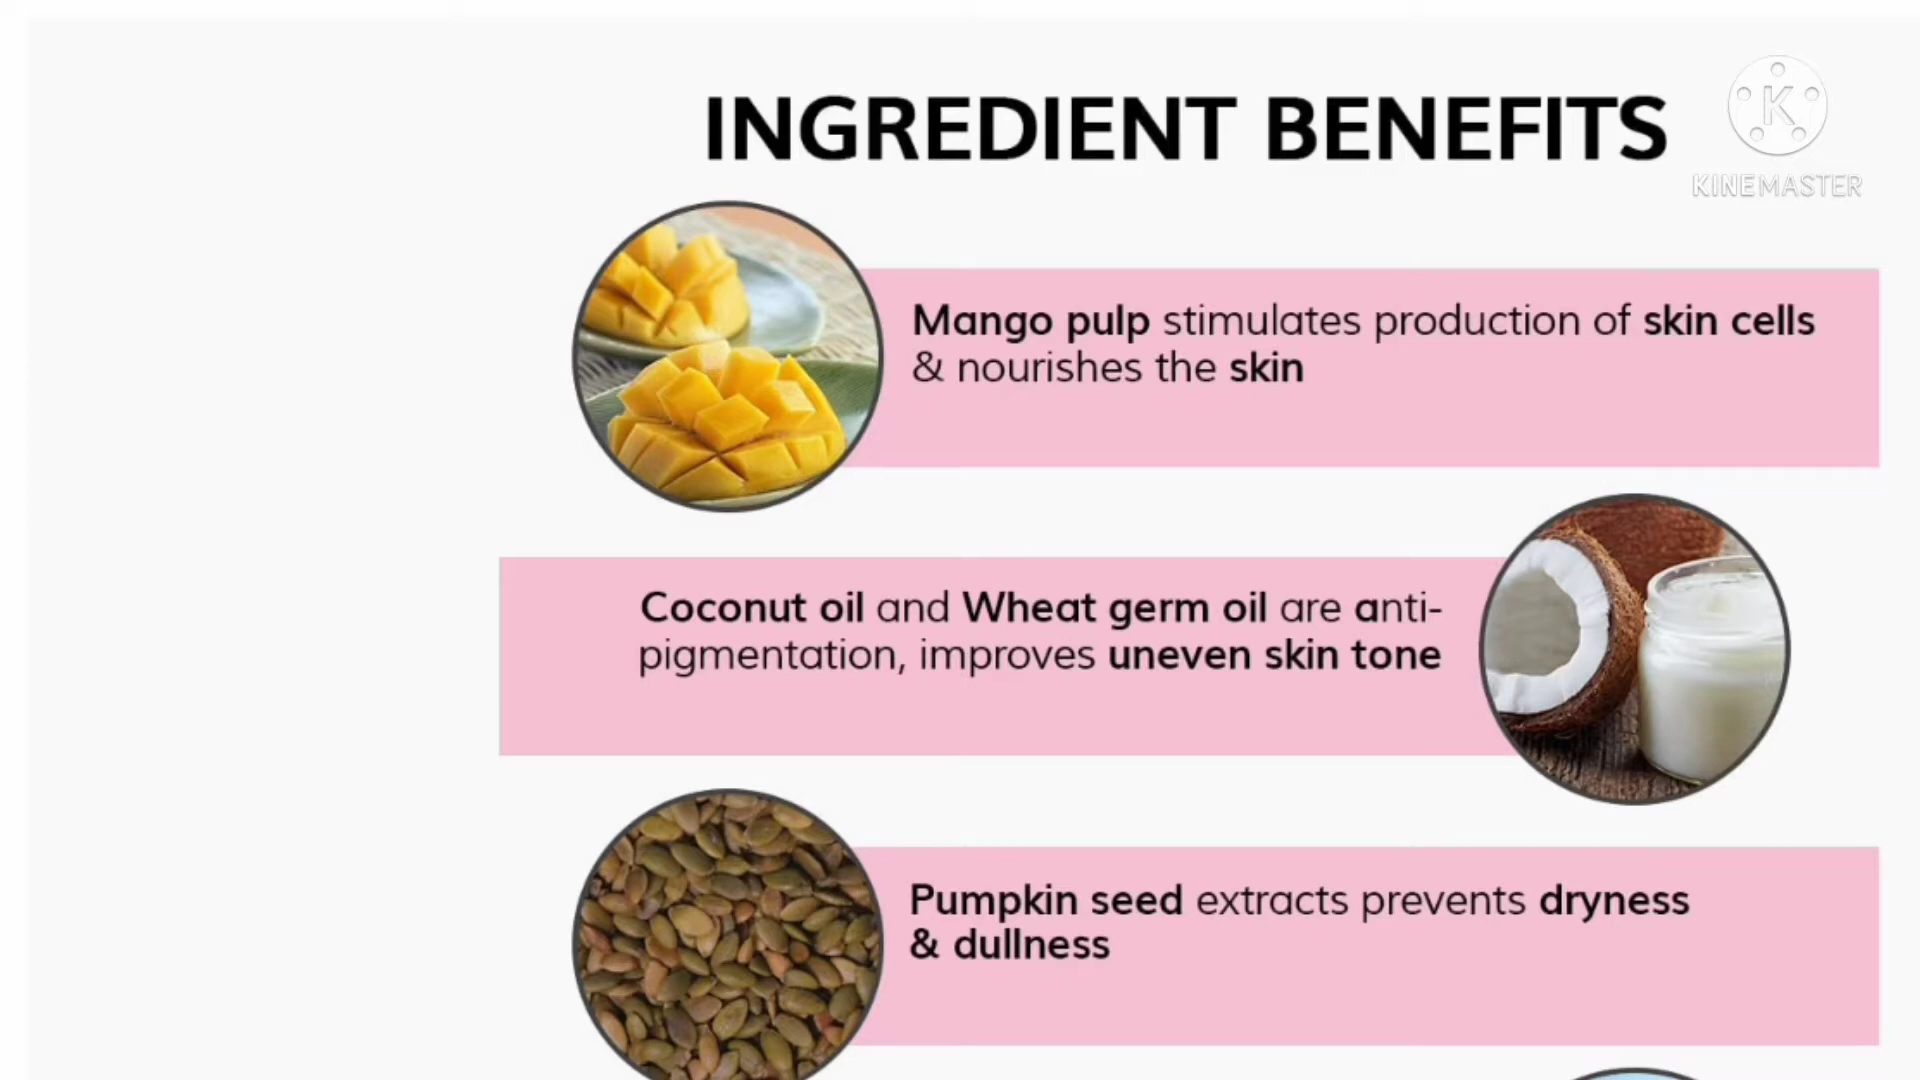 INGREDIENT BENEFITS
K
KINEMASTER
Mango pulp stimulates production of skin cells
& nourishes the skin
Coconut oil and Wheat germ oil are anti-
pigmentation, improves uneven skin tone
Pumpkin seed extracts prevents dryness
& dullness